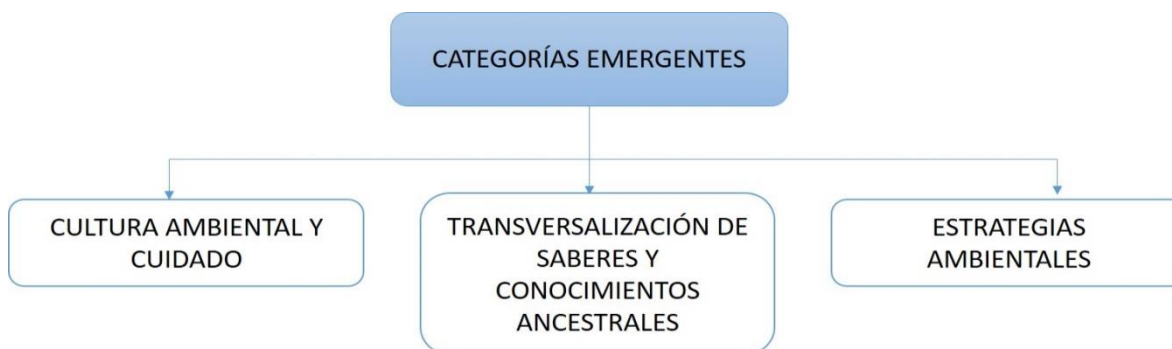 CATEGORÍAS EMERGENTES
CULTURA AMBIENTAL Y
CUIDADO
TRANSVERSALIZACIÓN DE
SABERES Y
CONOCIMIENTOS
ANCESTRALES
ESTRATEGIAS
AMBIENTALES